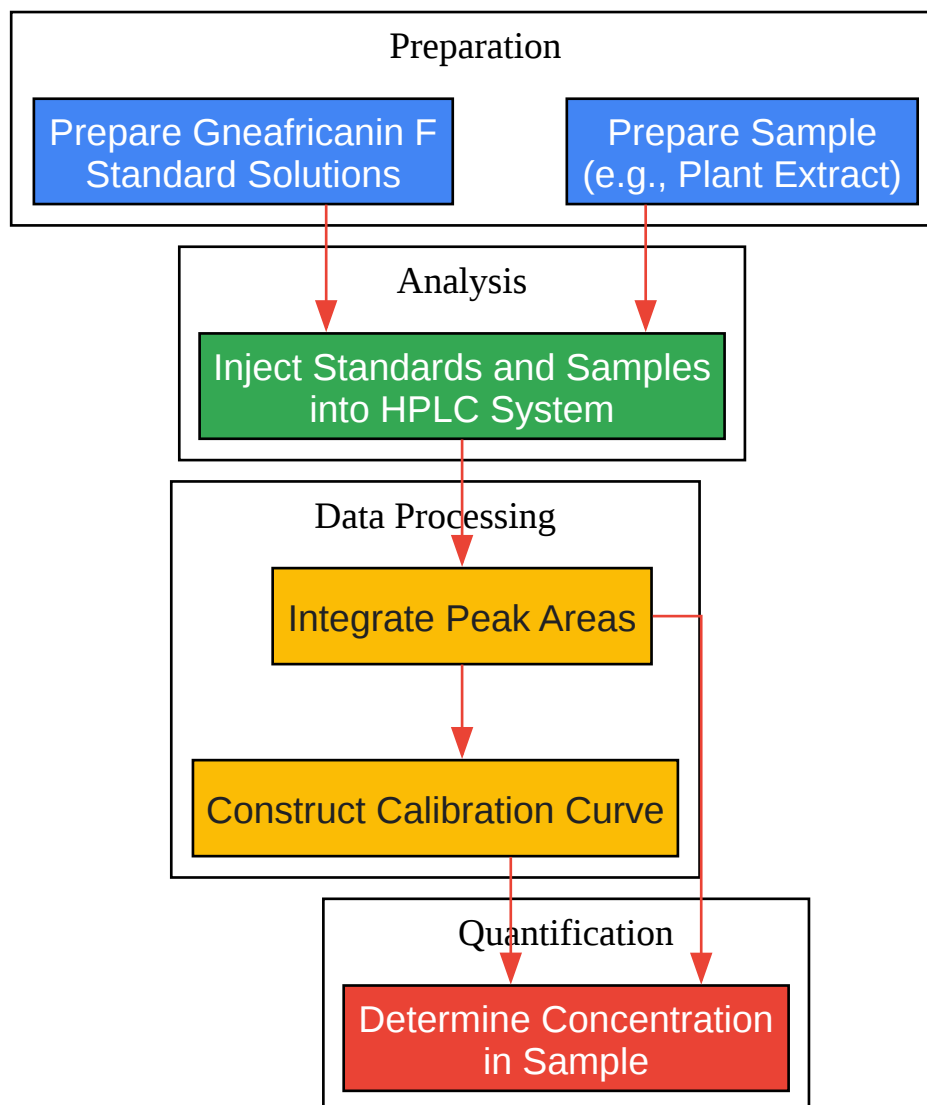 Preparation
Prepare Gneafricanin F
Standard Solutions
Prepare Sample
(e.g., Plant Extract)
Analysis
Inject Standards and Samples
into HPLC System
Data Processing
Integrate Peak Areas
Construct Calibration Curve
Quantification
Determine Concentration
in Sample